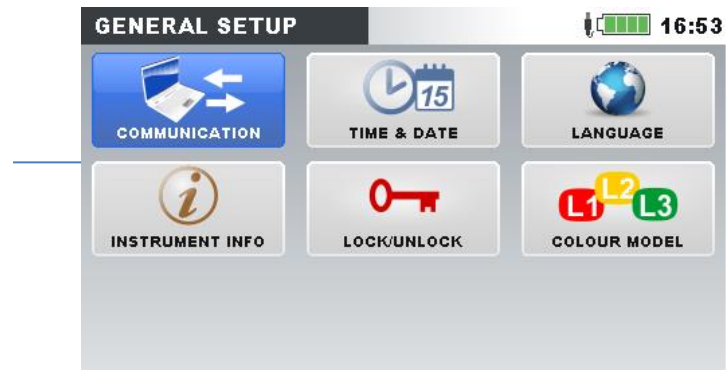 GENERAL SETUP 16:53
15
COMMUNICATION TIME & DATE LANGUAGE
i L1 L2 L3
INSTRUMENT INFO LOCK/UNLOCK COLOUR MODEL